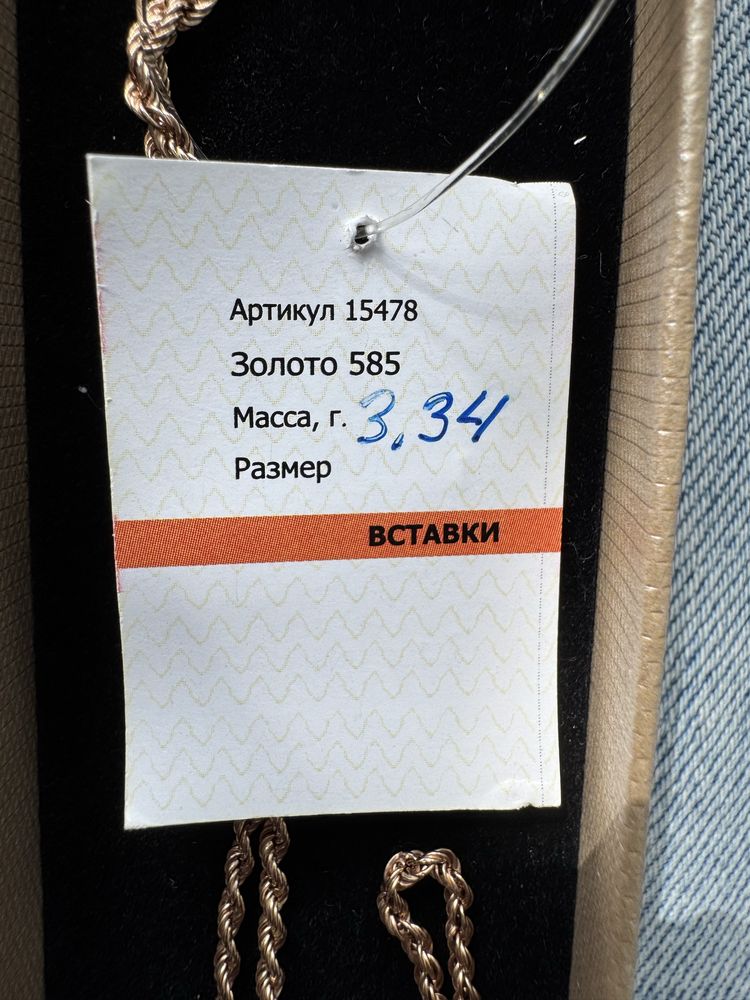 Артикул 15478
Золото 585
Масса, г. 3,34
Размер
ВСТАВКИ